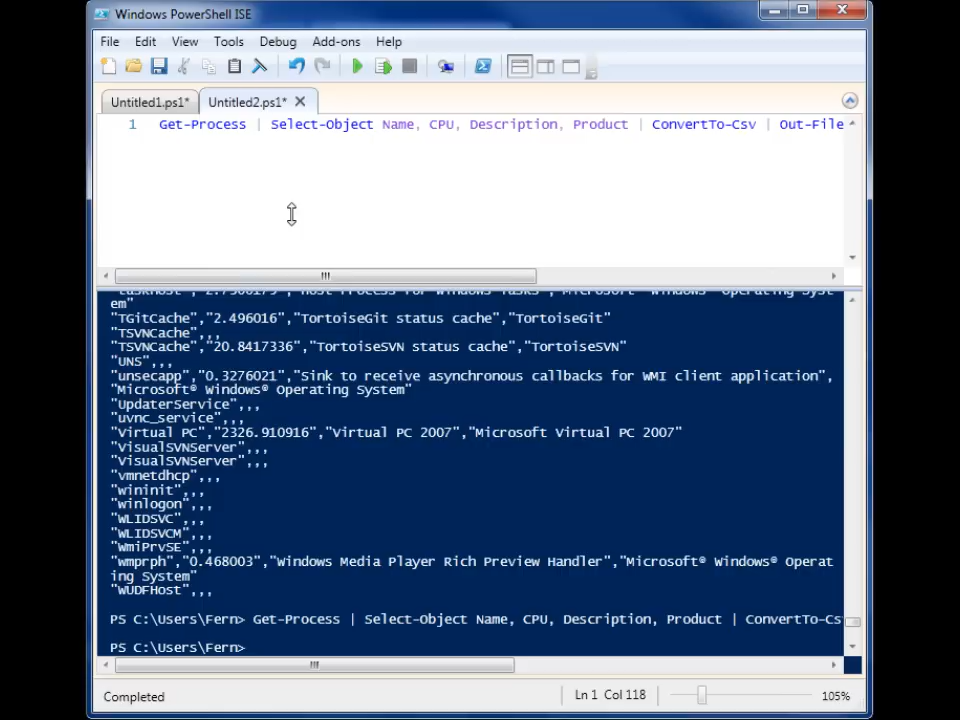 Windows PowerShell ISE
File Edit View Tools Debug Add-ons Help
Untitled1.ps1* Untitled2.ps1*
1 Get-Process | Select-Object Name, CPU, Description, Product | ConvertTo-Csv | Out-File
em"
"TGitCache","2.496016","TortoiseGit status cache","TortoiseGit"
"TSVNCache",,,
"TSVNCache","20.8417336","TortoiseSVN status cache","TortoiseSVN"
"UNS",,,
"unsecapp","0.3276021","Sink to receive asynchronous callbacks for WMI client application",
"Microsoft® Windows® Operating System"
"UpdaterService",,,
"uvnc_service",,,
"Virtual PC","2326.910916","Virtual PC 2007","Microsoft Virtual PC 2007"
"VisualSVNServer",,,
"VisualSVNServer",,,
"vmnetdhcp",,,
"wininit",,,
"winlogon",,,
"WLIDSVC",,,
"WLIDSVCM",,,
"WmiPrvSE",,,
"wmprph","0.468003","Windows Media Player Rich Preview Handler","Microsoft® Windows® Operat
ing System"
"WUDFHost",,,
PS C:\Users\Fern> Get-Process | Select-Object Name, CPU, Description, Product | ConvertTo-Cs
PS C:\Users\Fern>
Completed Ln 1 Col 118 105%